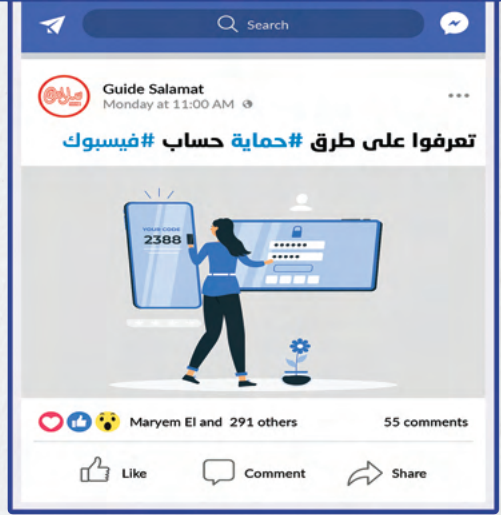 Search
سلامات
Guide Salamat
Monday at 11:00 AM
تعرفوا على طرق #حماية حساب #فيسبوك
YOUR CODE
2388
Maryem El and 291 others
55 comments
Like
Comment
Share